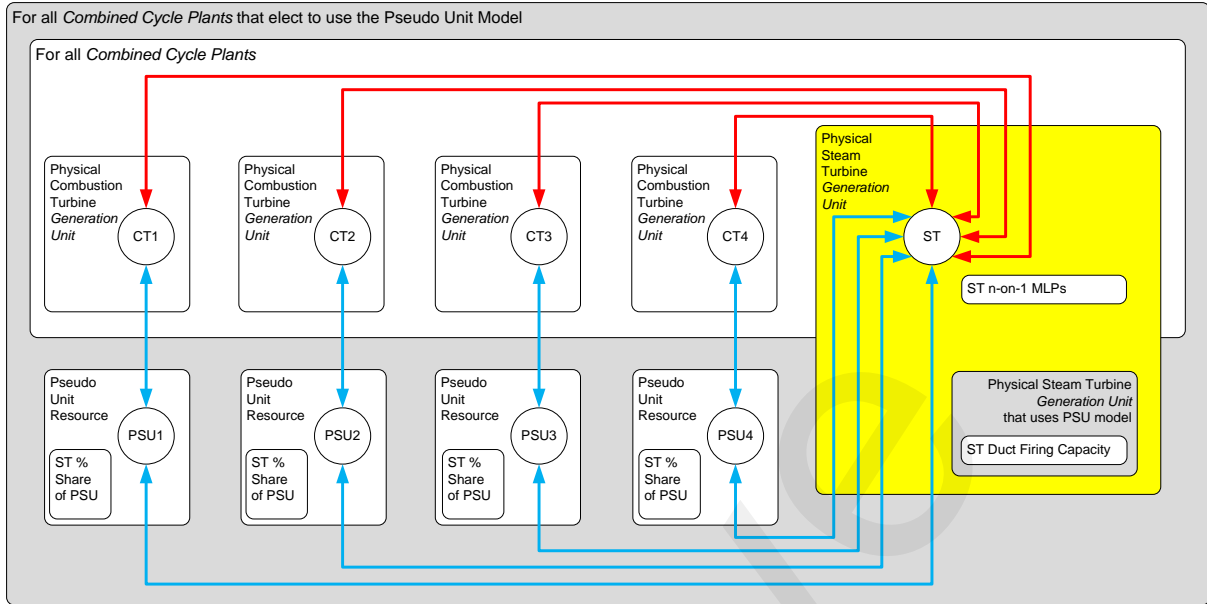 For all Combined Cycle Plants that elect to use the Pseudo Unit Model
For all Combined Cycle Plants
Physical
Combustion
Turbine
Generation
Unit
CT1
Physical
Combustion
Turbine
Generation
Unit
CT2
Physical
Combustion
Turbine
Generation
Unit
CT3
Physical
Combustion
Turbine
Generation
Unit
CT4
Physical
Steam
Turbine
Generation
Unit
ST
ST n-on-1 MLPs
Pseudo
Unit
Resource
PSU1
ST %
Share
of PSU
Pseudo
Unit
Resource
PSU2
ST %
Share
of PSU
Pseudo
Unit
Resource
PSU3
ST %
Share
of PSU
Pseudo
Unit
Resource
PSU4
ST %
Share
of PSU
Physical Steam Turbine
Generation Unit
that uses PSU model
ST Duct Firing Capacity